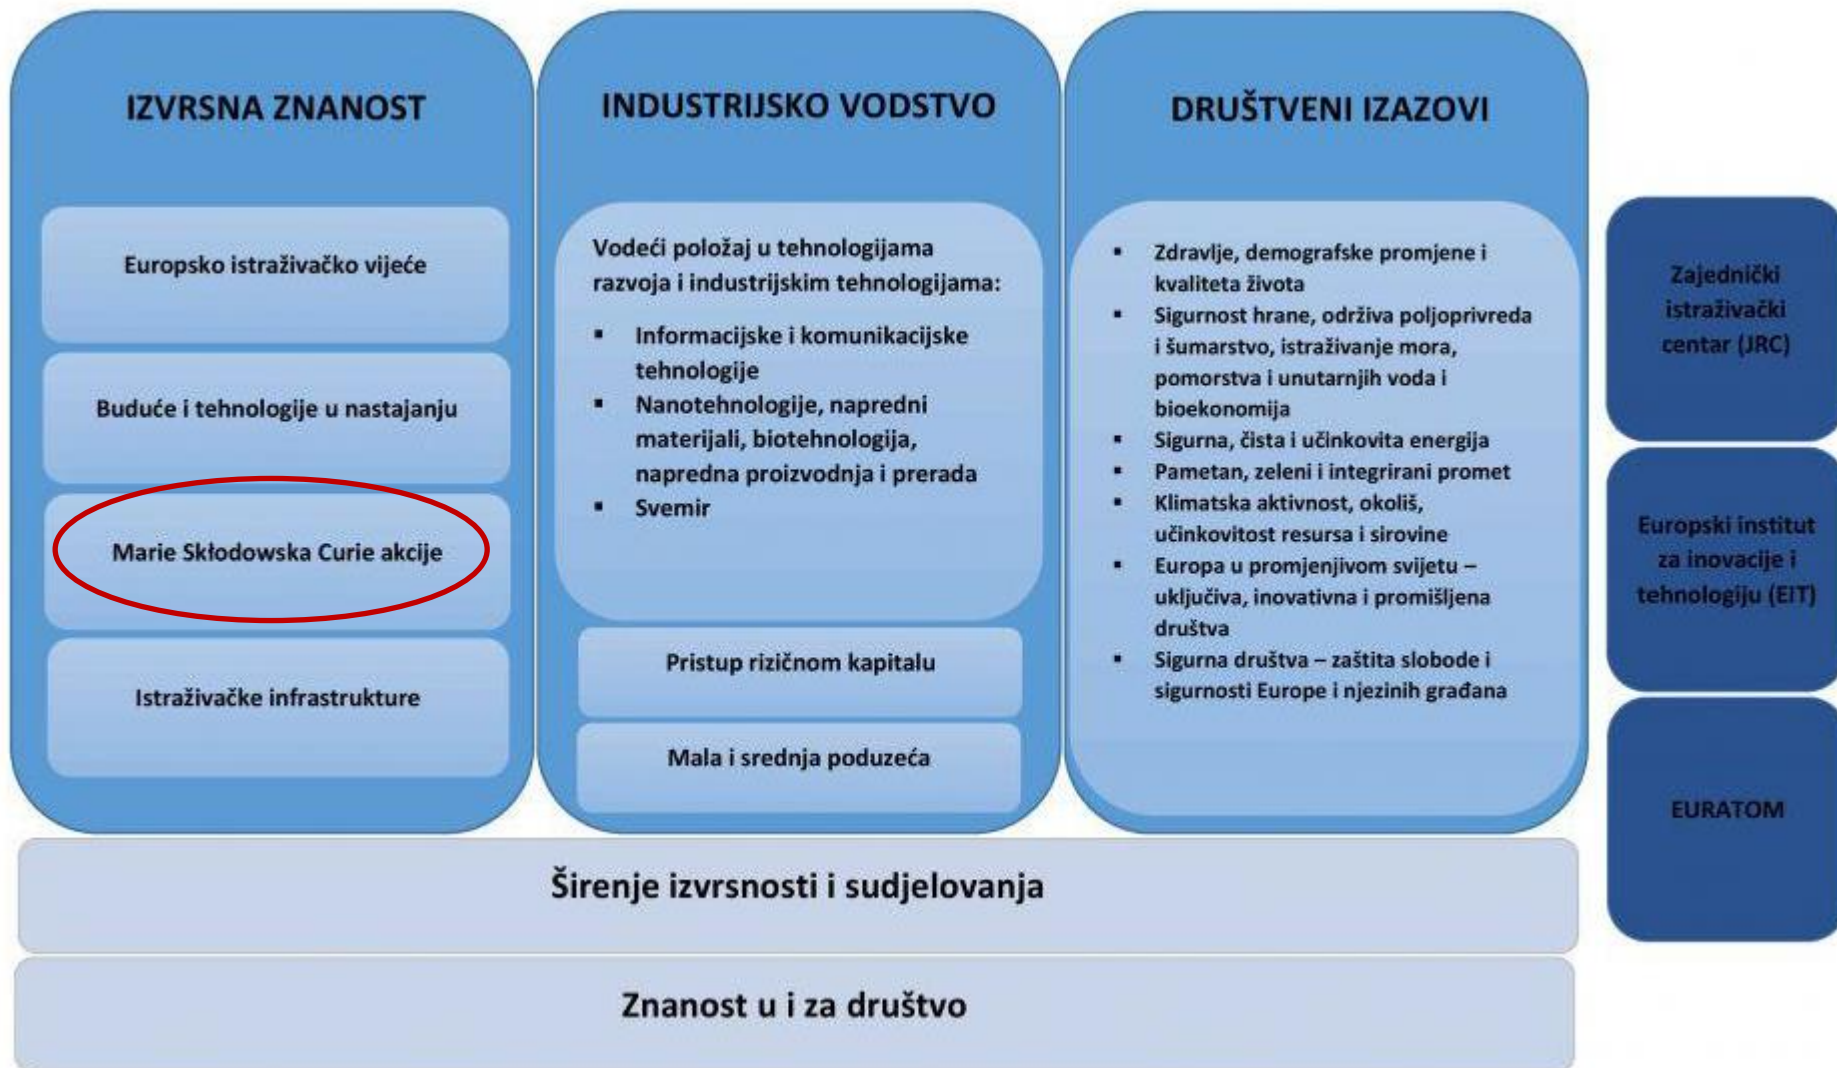 IZVRSNA ZNANOST
Europsko istraživačko vijeće
Buduće i tehnologije u nastajanju
Marie Skłodowska Curie akcije
Istraživačke infrastrukture
INDUSTRIJSKO VODSTVO
Vodeći položaj u tehnologijama
razvoja i industrijskim tehnologijama:
▪ Informacijske i komunikacijske
tehnologije
▪ Nanotehnologije, napredni
materijali, biotehnologija,
napredna proizvodnja i prerada
▪ Svemir
Pristup rizičnom kapitalu
Mala i srednja poduzeća
DRUŠTVENI IZAZOVI
▪ Zdravlje, demografske promjene i
kvaliteta života
▪ Sigurnost hrane, održiva poljoprivreda
i šumarstvo, istraživanje mora,
pomorstva i unutarnjih voda i
bioekonomija
▪ Sigurna, čista i učinkovita energija
▪ Pametan, zeleni i integrirani promet
▪ Klimatska aktivnost, okoliš,
učinkovitost resursa i sirovine
▪ Europa u promjenjivom svijetu –
uključiva, inovativna i promišljena
društva
▪ Sigurna društva – zaštita slobode i
sigurnosti Europe i njezinih građana
Zajednički
istraživački
centar (JRC)
Europski institut
za inovacije i
tehnologiju (EIT)
EURATOM
Širenje izvrsnosti i sudjelovanja
Znanost u i za društvo